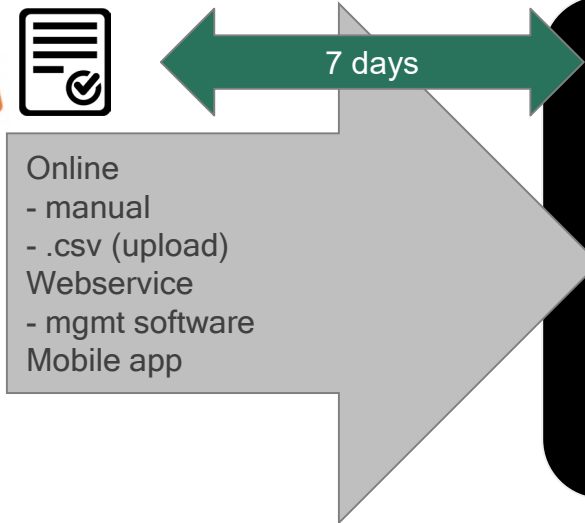 7 days
Online
- manual
- .csv (upload)
Webservice
- mgmt software
Mobile app